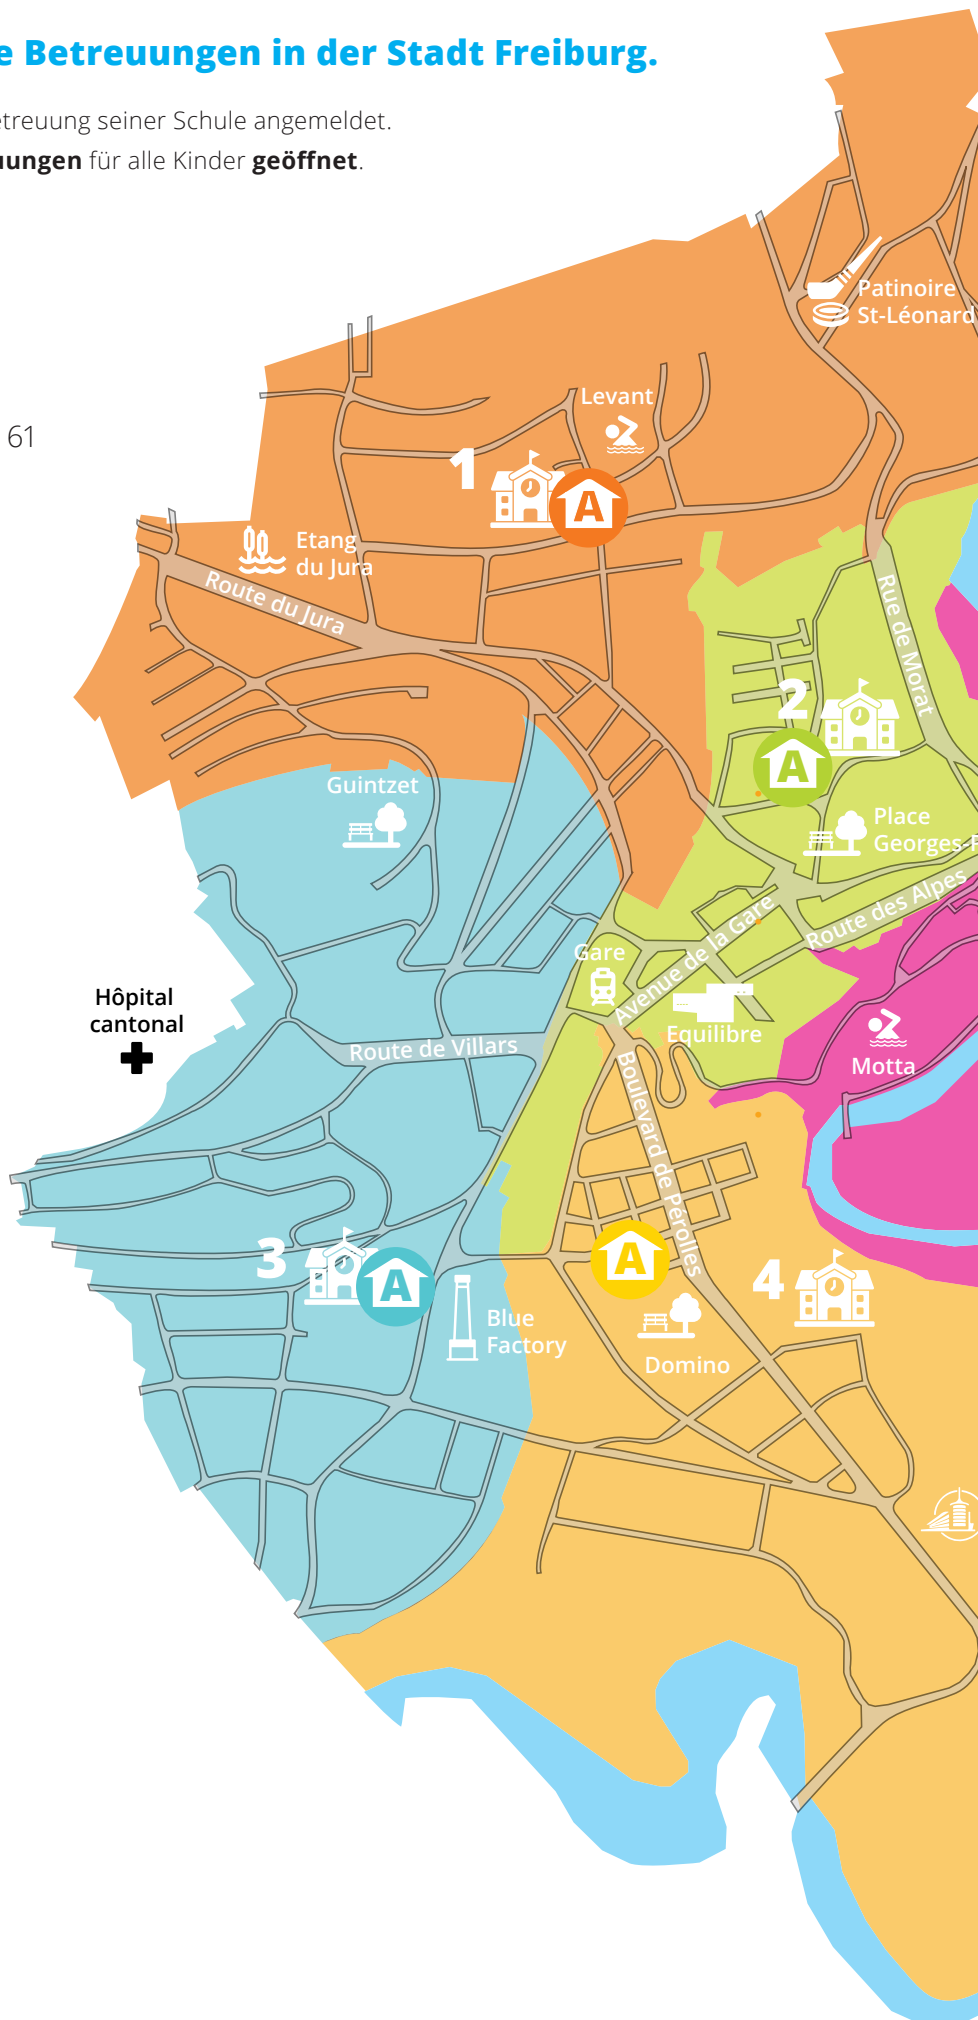 e Betreuungen in der Stadt Freiburg.
etreuung seiner Schule angemeldet.
uungen für alle Kinder geöffnet.
Patinoire
St-Léonard
Levant
61
1
A
Etang
du Jura
Route du Jura
Rue de Morat
2
A
Guintzet
Place
Georges-P
Route des Alpes
Avenue de la Gare
Gare
Hôpital
cantonal
Equilibre
Route de Villars
Motta
Boulevard de Pérolles
3
A
A
4
Blue
Factory
Domino